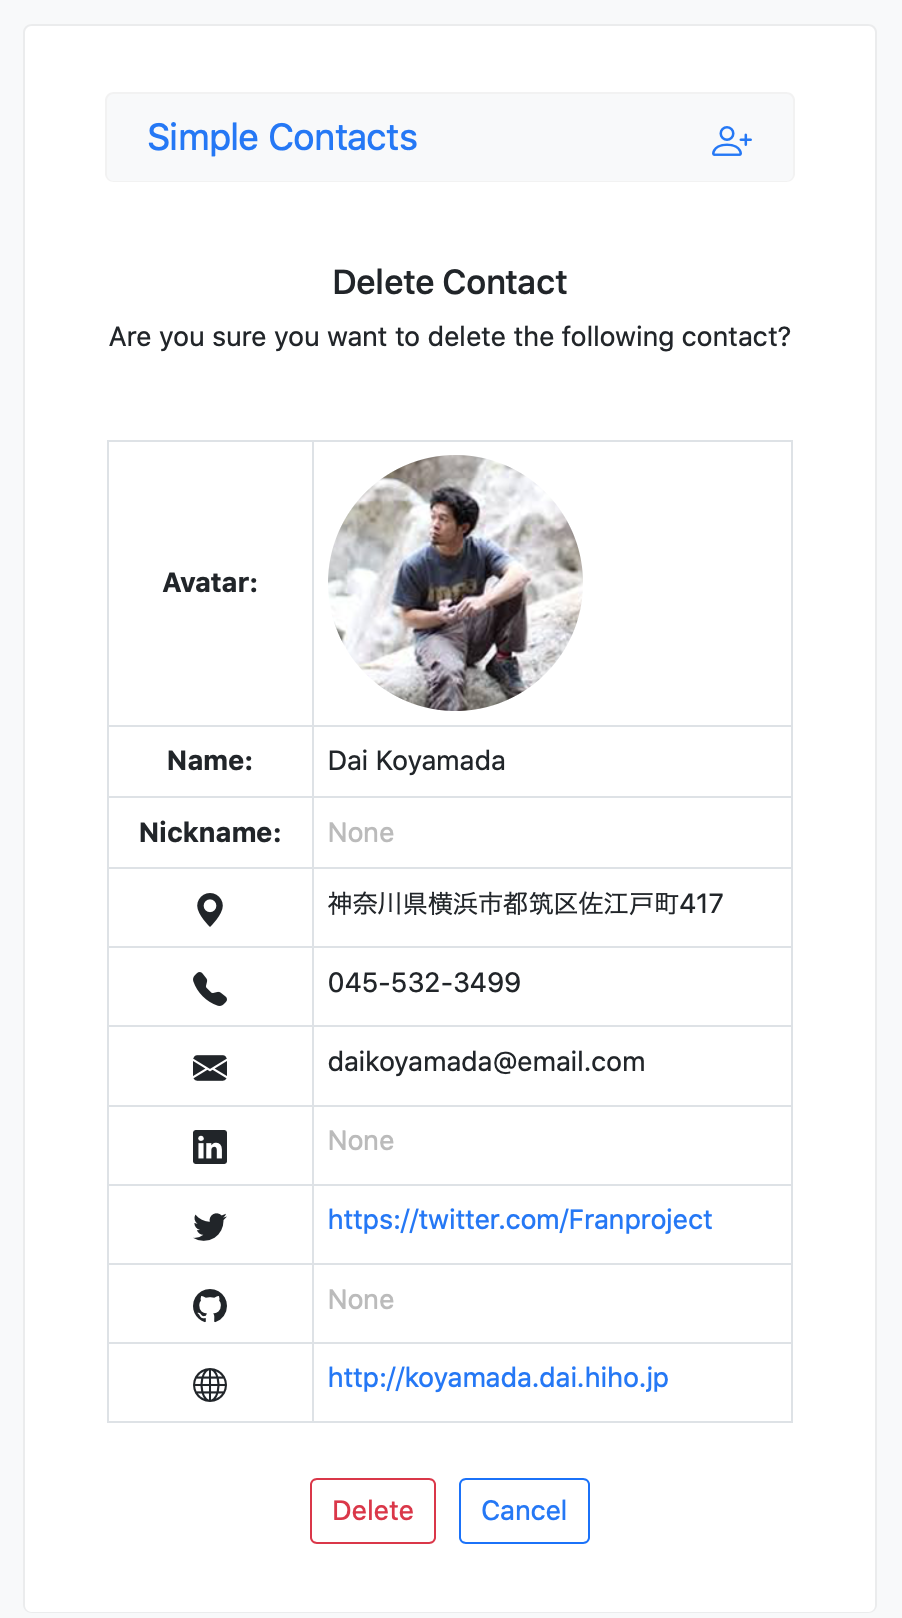 Simple Contacts
Delete Contact
Are you sure you want to delete the following contact?
Avatar:
Name: Dai Koyamada
Nickname: None
神奈川県横浜市都筑区佐江戸町417
045-532-3499
daikoyamada@email.com
in None
https://twitter.com/Franproject
None
http://koyamada.dai.hiho.jp
Delete Cancel